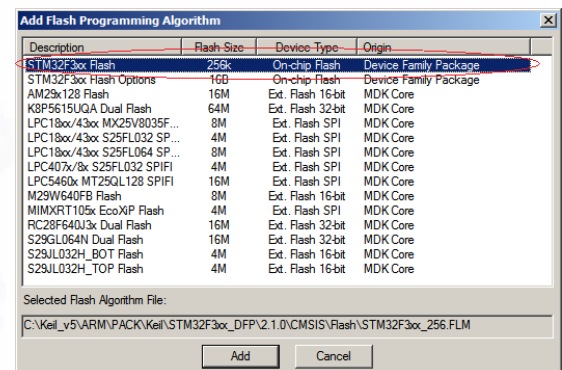 Add Flash Programming Algorithm
Description Flash Size Device Type Origin
STM32F3xx Flash 256k On-chip Flash Device Family Package
STM32F3xx Flash Options 16B On-chip Flash Device Family Package
AM29x128 Flash 16M Ext. Flash 16-bit MDK Core
K8P5615UQA Dual Flash 64M Ext. Flash 32-bit MDK Core
LPC18xx/43xx MX25V8035F... 8M Ext. Flash SPI MDK Core
LPC18xx/43xx S25FL032 SP... 4M Ext. Flash SPI MDK Core
LPC18xx/43xx S25FL064 SP... 8M Ext. Flash SPI MDK Core
LPC407x/8x S25FL032 SPIFI 4M Ext. Flash SPI MDK Core
LPC5460x MT25QL128 SPIFI 16M Ext. Flash SPI MDK Core
M29W640FB Flash 8M Ext. Flash 16-bit MDK Core
MIMXRT105x EcoXiP Flash 4M Ext. Flash SPI MDK Core
RC28F640J3x Dual Flash 16M Ext. Flash 32-bit MDK Core
S29GL064N Dual Flash 16M Ext. Flash 32-bit MDK Core
S29JL032H_BOT Flash 4M Ext. Flash 16-bit MDK Core
S29JL032H_TOP Flash 4M Ext. Flash 16-bit MDK Core
Selected Flash Algorithm File:
C:\Keil_v5\ARM\PACK\Keil\STM32F3xx_DFP\2.1.0\CMSIS\Flash\STM32F3xx_256.FLM
Add Cancel